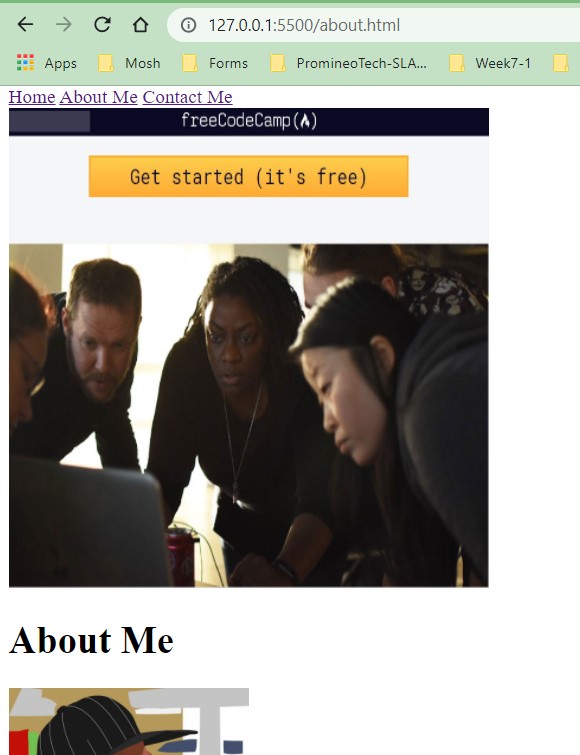 127.0.0.1:5500/about.html
Apps Mosh Forms PromineoTech-SLA... Week7-1
Home About Me Contact Me
freeCodeCamp(🔥)
Get started (it's free)
About Me